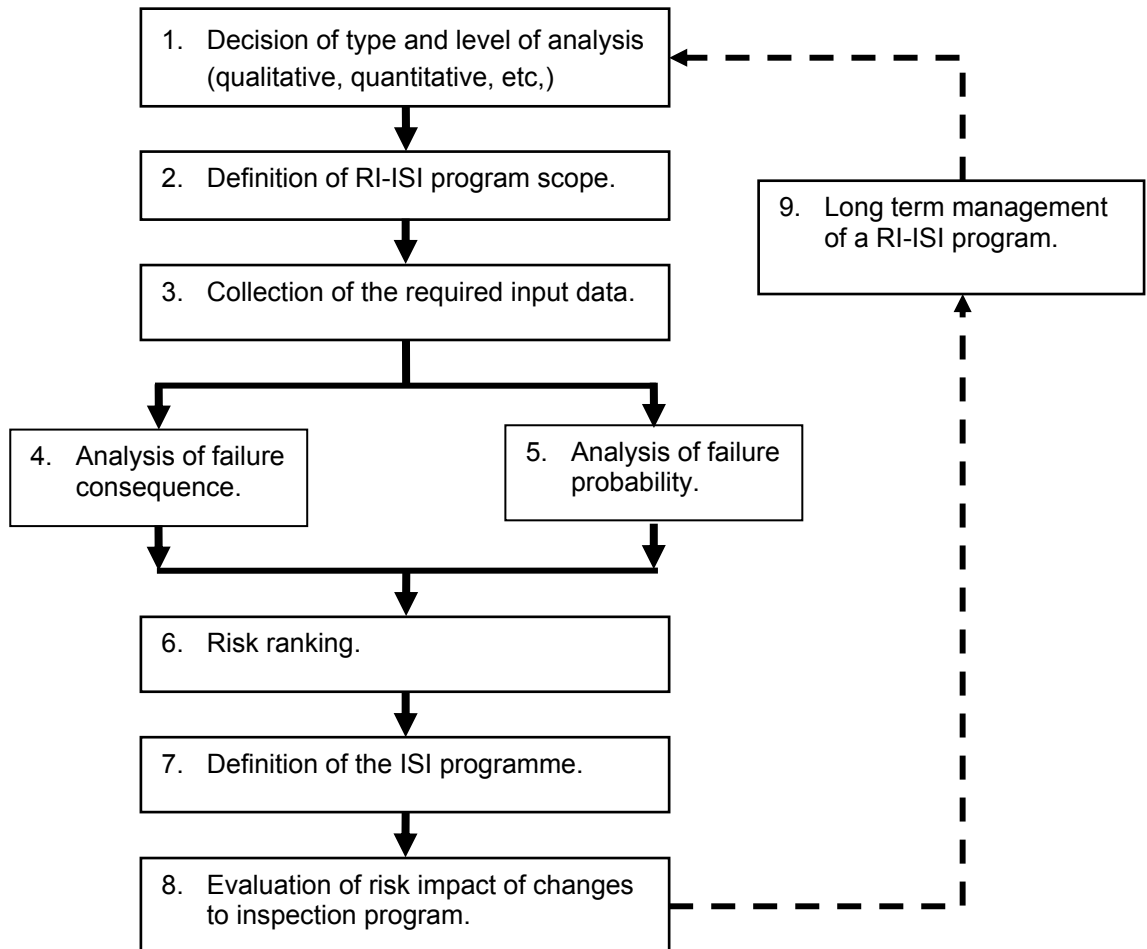 1. Decision of type and level of analysis
(qualitative, quantitative, etc,)
2. Definition of RI-ISI program scope.
3. Collection of the required input data.
4. Analysis of failure
consequence.
5. Analysis of failure
probability.
6. Risk ranking.
7. Definition of the ISI programme.
8. Evaluation of risk impact of changes
to inspection program.
9. Long term management
of a RI-ISI program.